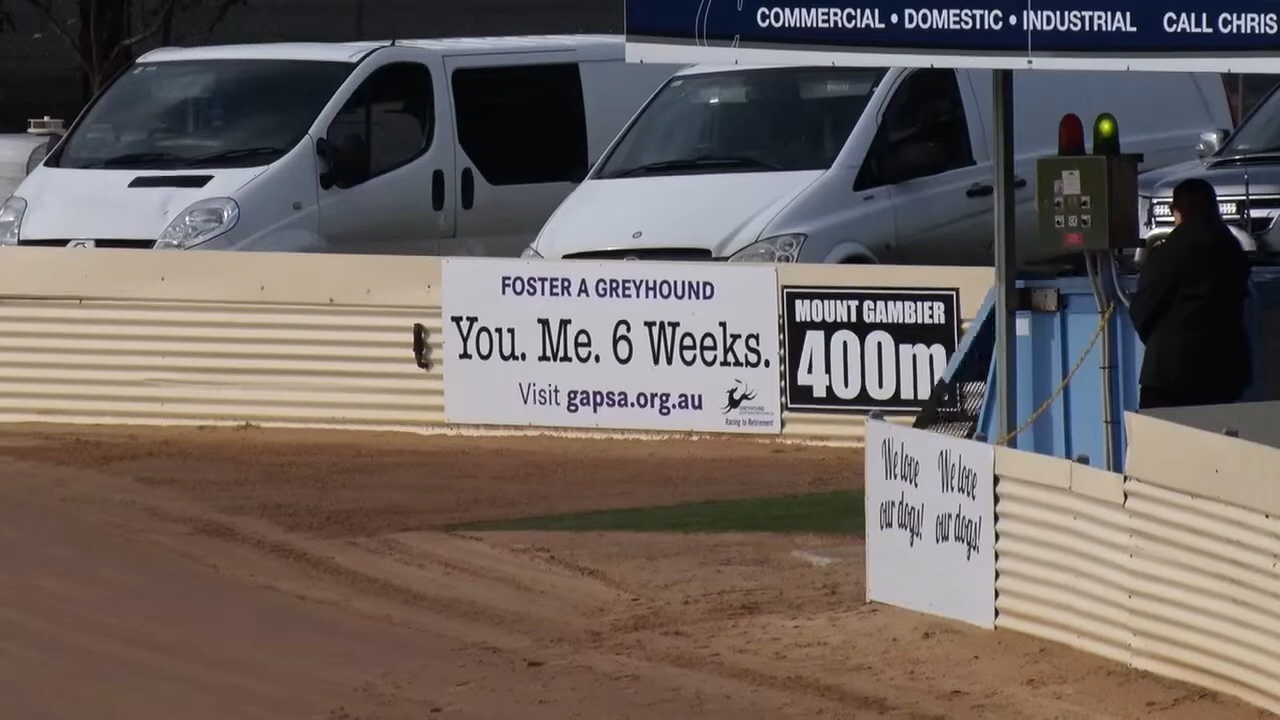 COMMERCIAL • DOMESTIC • INDUSTRIAL CALL CHRIS
FOSTER A GREYHOUND
You. Me. 6 Weeks.
Visit gapsa.org.au
GREYHOUND
Racing to Retirement
MOUNT GAMBIER
400m
We love
our dogs!
We love
our dogs!